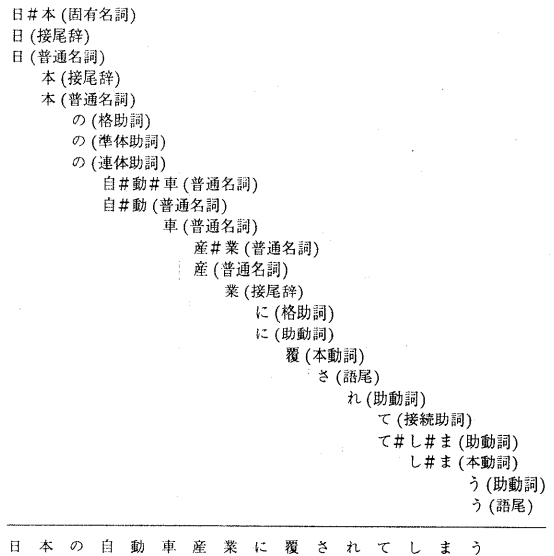 日#本 (固有名詞)
日 (接尾辞)
日 (普通名詞)
本 (接尾辞)
本 (普通名詞)
の (格助詞)
の (準体助詞)
の (連体助詞)
自#動#車 (普通名詞)
自#動 (普通名詞)
車 (普通名詞)
産#業 (普通名詞)
産 (普通名詞)
業 (接尾辞)
に (格助詞)
に (助動詞)
覆 (本動詞)
さ (語尾)
れ (助動詞)
て (接続助詞)
て#し#ま (助動詞)
し#ま (本動詞)
う (助動詞)
う (語尾)
日 本 の 自 動 車 産 業 に 覆 さ れ て し ま う